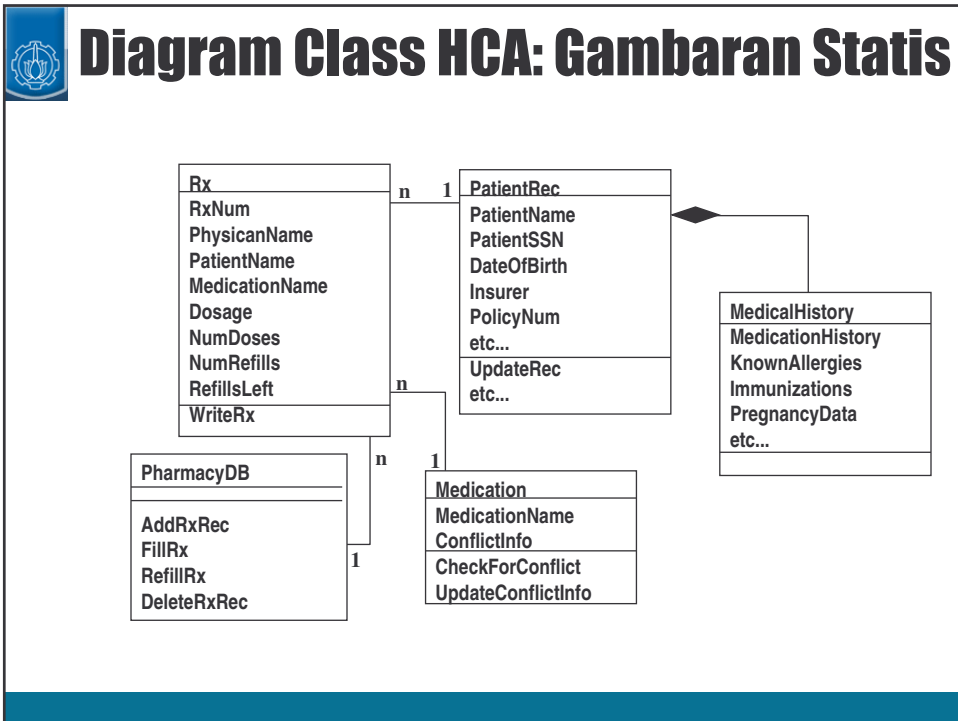 Diagram Class HCA: Gambaran Statis
Rx
RxNum
PhysicanName
PatientName
MedicationName
Dosage
NumDoses
NumRefills
RefillsLeft
WriteRx
n
1
PatientRec
PatientName
PatientSSN
DateOfBirth
Insurer
PolicyNum
etc...
UpdateRec
etc...
MedicalHistory
MedicationHistory
KnownAllergies
Immunizations
PregnancyData
etc...
n
1
n
1
PharmacyDB
AddRxRec
FillRx
RefillRx
DeleteRxRec
Medication
MedicationName
ConflictInfo
CheckForConflict
UpdateConflictInfo